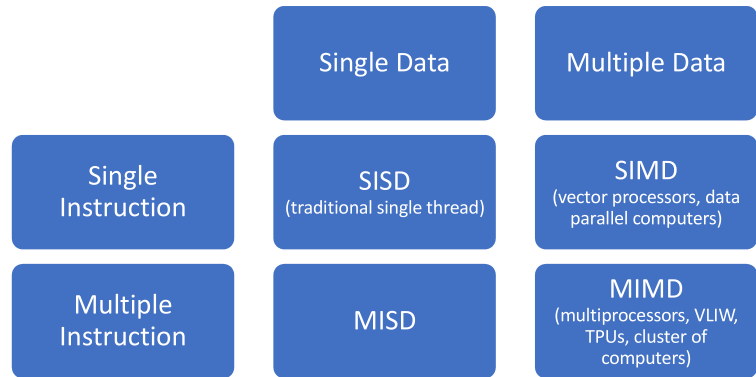 Single Data
Multiple Data
Single
Instruction
SISD
(traditional single thread)
SIMD
(vector processors, data
parallel computers)
Multiple
Instruction
MISD
MIMD
(multiprocessors, VLIW,
TPUs, cluster of
computers)